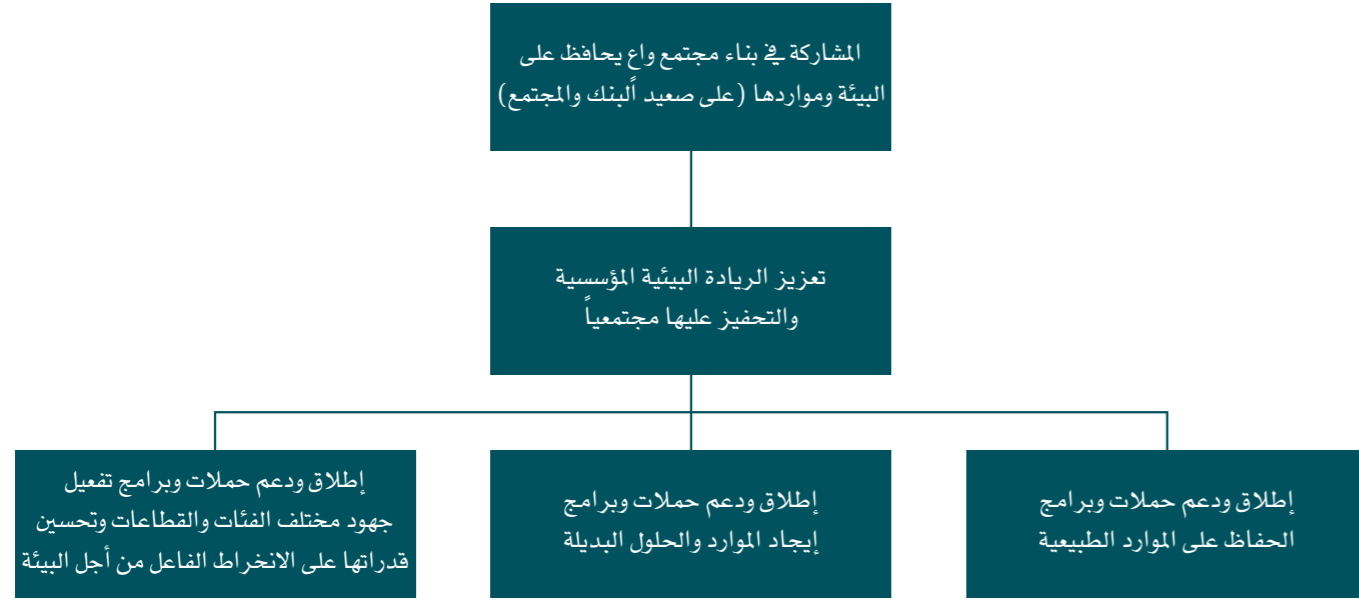 المشاركة في بناء مجتمع واع يحافظ على
البيئة ومواردها (على صعيد ألبنك والمجتمع)
تعزيز الريادة البيئية المؤسسية
والتحفيز عليها مجتمعياً
إطلاق ودعم حملات وبرامج
الحفاظ على الموارد الطبيعية
إطلاق ودعم حملات وبرامج
إيجاد الموارد والحلول البديلة
إطلاق ودعم حملات وبرامج تفعيل
جهود مختلف الفئات والقطاعات وتحسين
قدراتها على الانخراط الفاعل من أجل البيئة